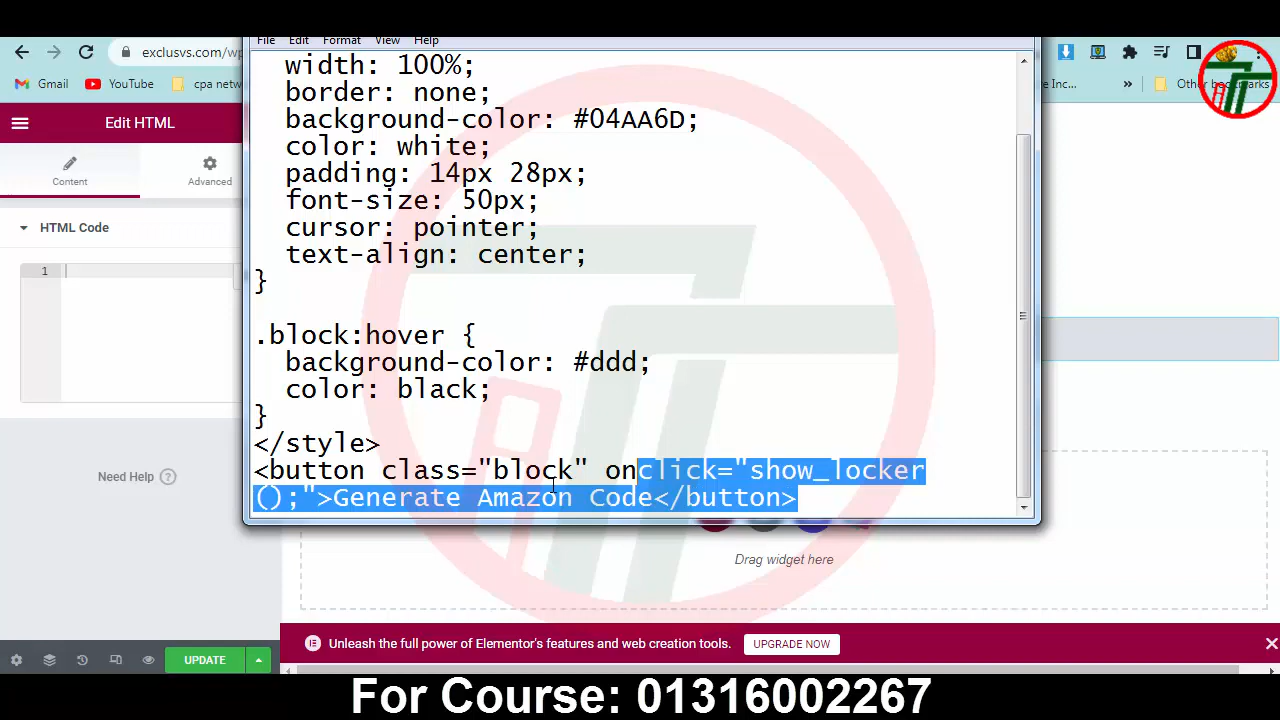 File Edit Format View Help
exclusvs.com/wp
Gmail YouTube cpa netw
e Inc... » Other bookmarks
Edit HTML
Content Advanced
HTML Code
1
Need Help ?
width: 100%;
border: none;
background-color: #04AA6D;
color: white;
padding: 14px 28px;
font-size: 50px;
cursor: pointer;
text-align: center;
}
.block:hover {
background-color: #ddd;
color: black;
}
</style>
<button class="block" onclick="show_locker
();">Generate Amazon Code</button>
Drag widget here
Unleash the full power of Elementor's features and web creation tools. UPGRADE NOW
UPDATE
For Course: 01316002267